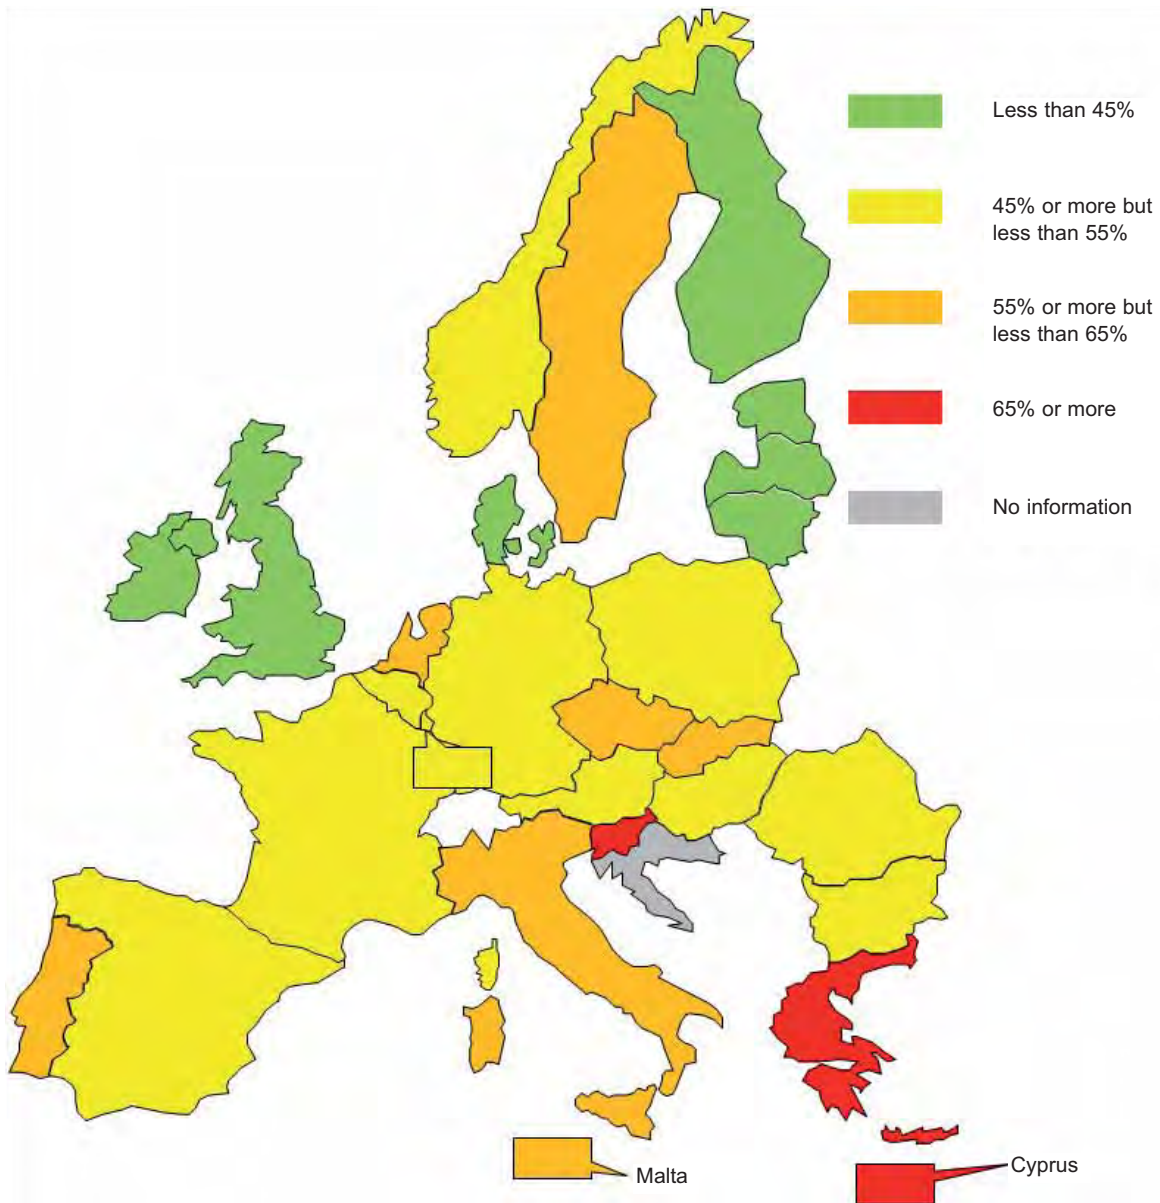 Less than 45%
45% or more but
less than 55%
55% or more but
less than 65%
65% or more
No information
Malta
Cyprus